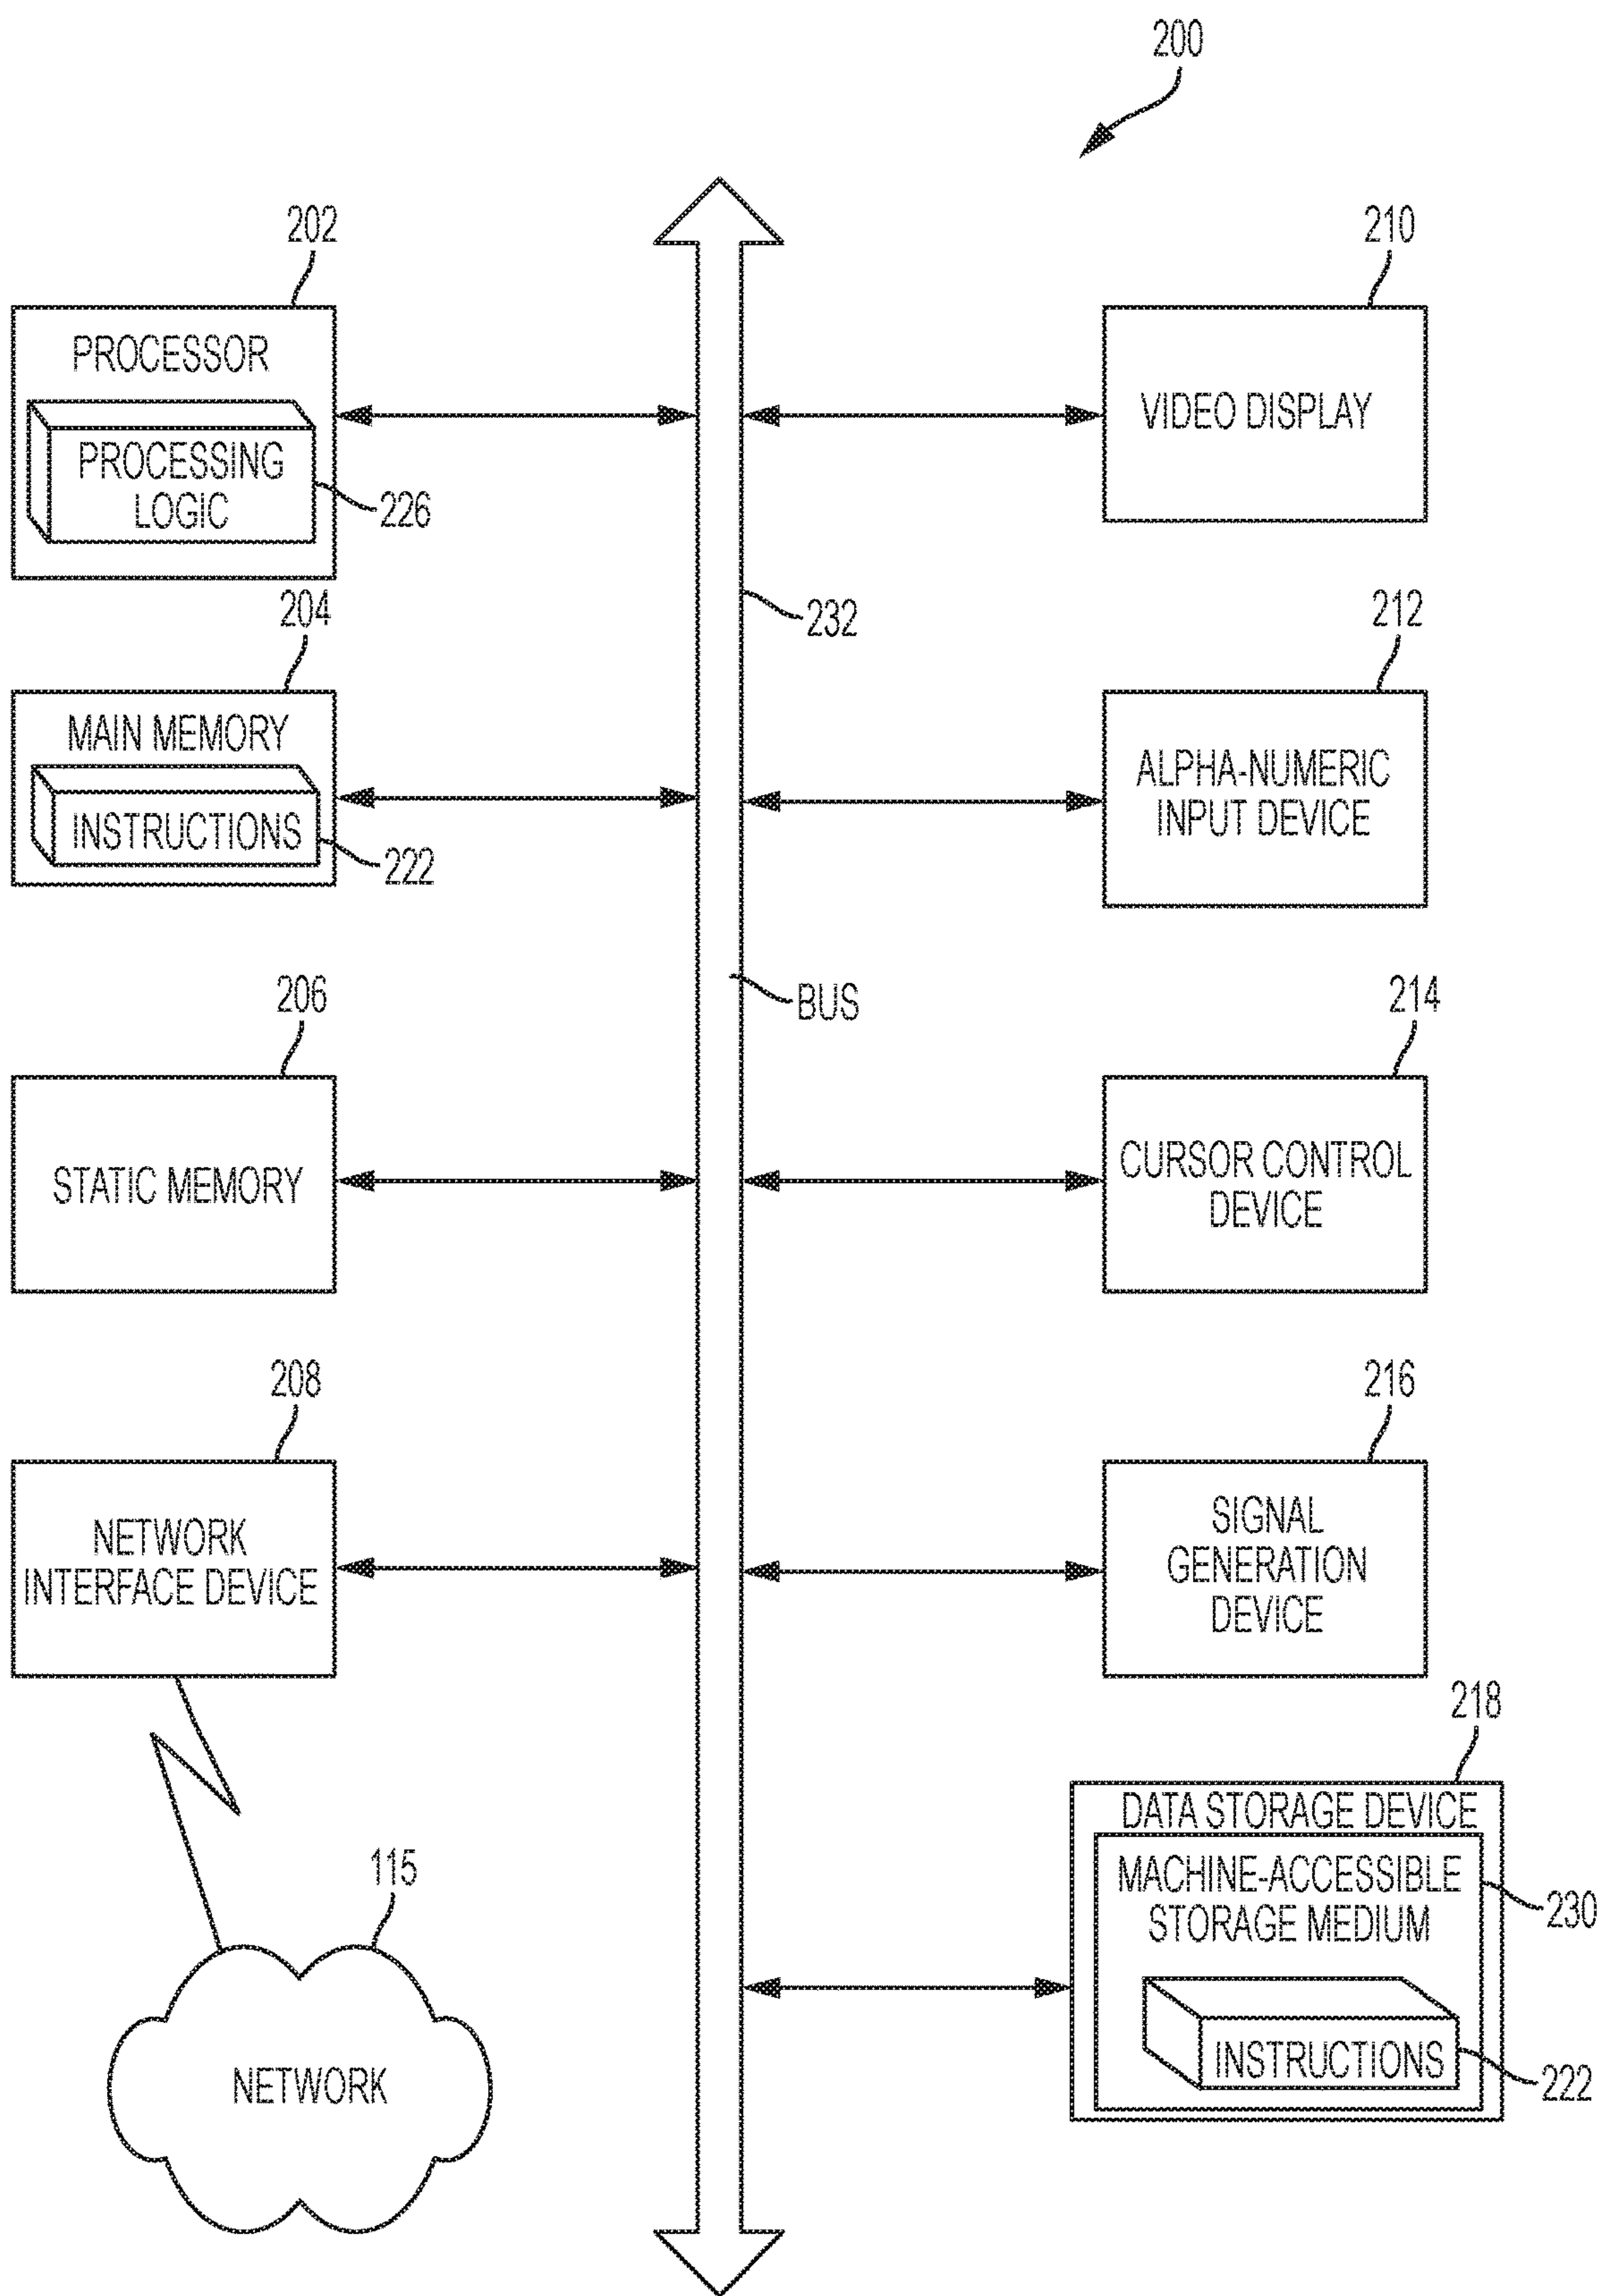 200
202
PROCESSOR
PROCESSING
LOGIC
226
204
MAIN MEMORY
INSTRUCTIONS
222
206
STATIC MEMORY
208
NETWORK
INTERFACE DEVICE
115
NETWORK
232
BUS
210
VIDEO DISPLAY
212
ALPHA-NUMERIC
INPUT DEVICE
214
CURSOR CONTROL
DEVICE
216
SIGNAL
GENERATION
DEVICE
218
DATA STORAGE DEVICE
MACHINE-ACCESSIBLE
STORAGE MEDIUM
230
INSTRUCTIONS
222